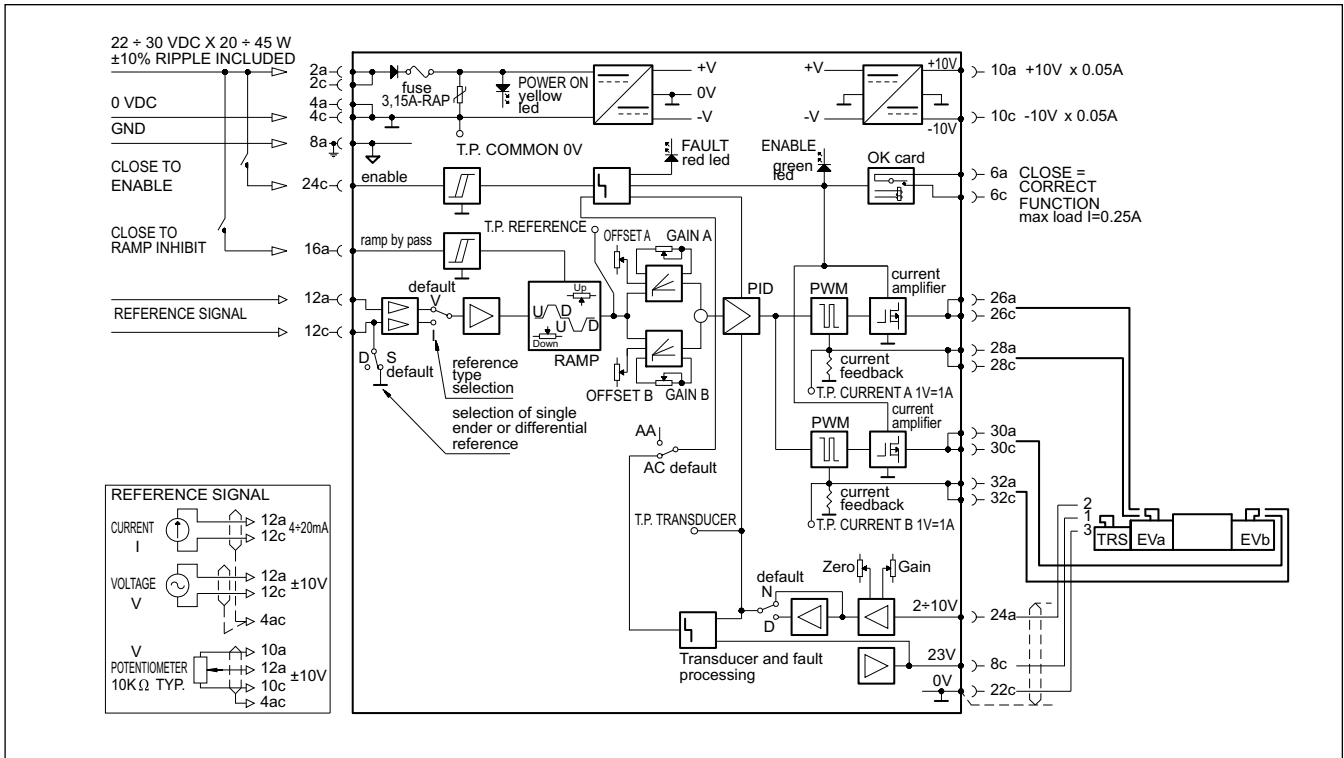 22 ÷ 30 VDC X 20 ÷ 45 W
±10% RIPPLE INCLUDED
0 VDC
GND
CLOSE TO
ENABLE
CLOSE TO
RAMP INHIBIT
REFERENCE SIGNAL
2a
2c
4a
4c
8a
24c
16a
12a
12c
fuse
3,15A-RAP
POWER ON
yellow
led
T.P. COMMON 0V
+V
0V
-V
+V
-V
+10V
-10V
10a +10V x 0.05A
10c -10V x 0.05A
enable
FAULT
red led
ENABLE
green
led
OK card
6a CLOSE =
6c CORRECT
FUNCTION
max load I=0.25A
ramp by pass
T.P. REFERENCE
OFFSET A
GAIN A
default
V
I
D
S
default
reference
type
selection
selection of single
ender or differential
reference
Up
U
D
U
D
Down
RAMP
OFFSET B
GAIN B
PID
PWM
current
amplifier
26a
26c
28a
28c
current
feedback
T.P. CURRENT A 1V=1A
PWM
current
amplifier
30a
30c
32a
32c
current
feedback
T.P. CURRENT B 1V=1A
AA
AC default
T.P. TRANSDUCER
default
N
D
Zero
Gain
2÷10V
24a
23V
8c
0V
22c
Transducer and fault
processing
2
1
3
TRS
EVa
EVb
REFERENCE SIGNAL
CURRENT
I
12a
12c
4÷20mA
VOLTAGE
V
12a
12c
±10V
4ac
V
POTENTIOMETER
10KΩ TYP.
10a
12a
10c
4ac
±10V